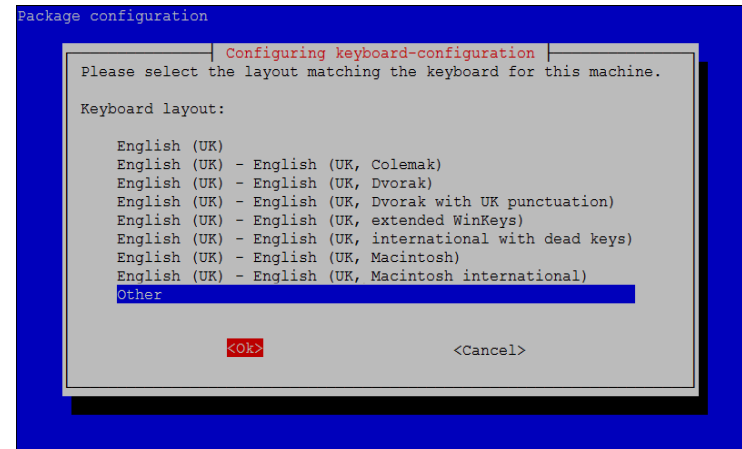 Package configuration
Configuring keyboard-configuration
Please select the layout matching the keyboard for this machine.
Keyboard layout:
English (UK)
English (UK) - English (UK, Colemak)
English (UK) - English (UK, Dvorak)
English (UK) - English (UK, Dvorak with UK punctuation)
English (UK) - English (UK, extended WinKeys)
English (UK) - English (UK, international with dead keys)
English (UK) - English (UK, Macintosh)
English (UK) - English (UK, Macintosh international)
Other
<Ok> <Cancel>